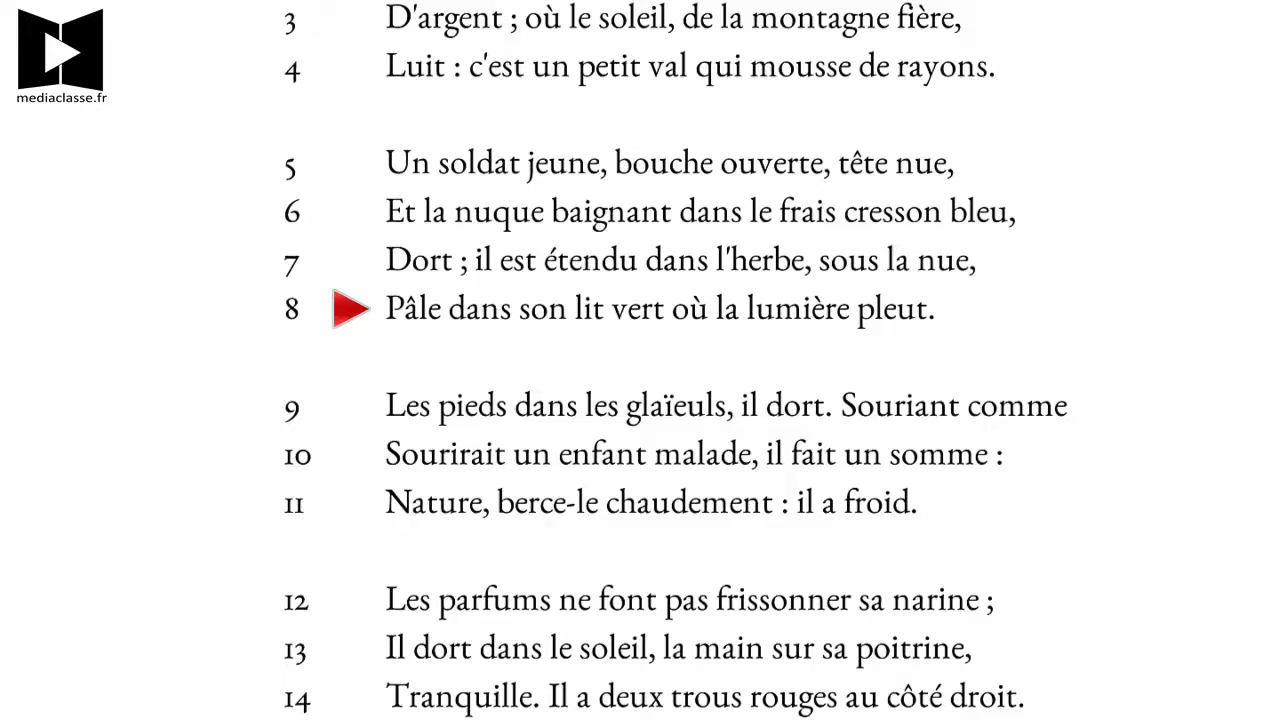 mediaclasse.fr
3 D'argent ; où le soleil, de la montagne fière,
4 Luit : c'est un petit val qui mousse de rayons.
5 Un soldat jeune, bouche ouverte, tête nue,
6 Et la nuque baignant dans le frais cresson bleu,
7 Dort ; il est étendu dans l'herbe, sous la nue,
8 Pâle dans son lit vert où la lumière pleut.
9 Les pieds dans les glaïeuls, il dort. Souriant comme
10 Sourirait un enfant malade, il fait un somme :
11 Nature, berce-le chaudement : il a froid.
12 Les parfums ne font pas frissonner sa narine ;
13 Il dort dans le soleil, la main sur sa poitrine,
14 Tranquille. Il a deux trous rouges au côté droit.